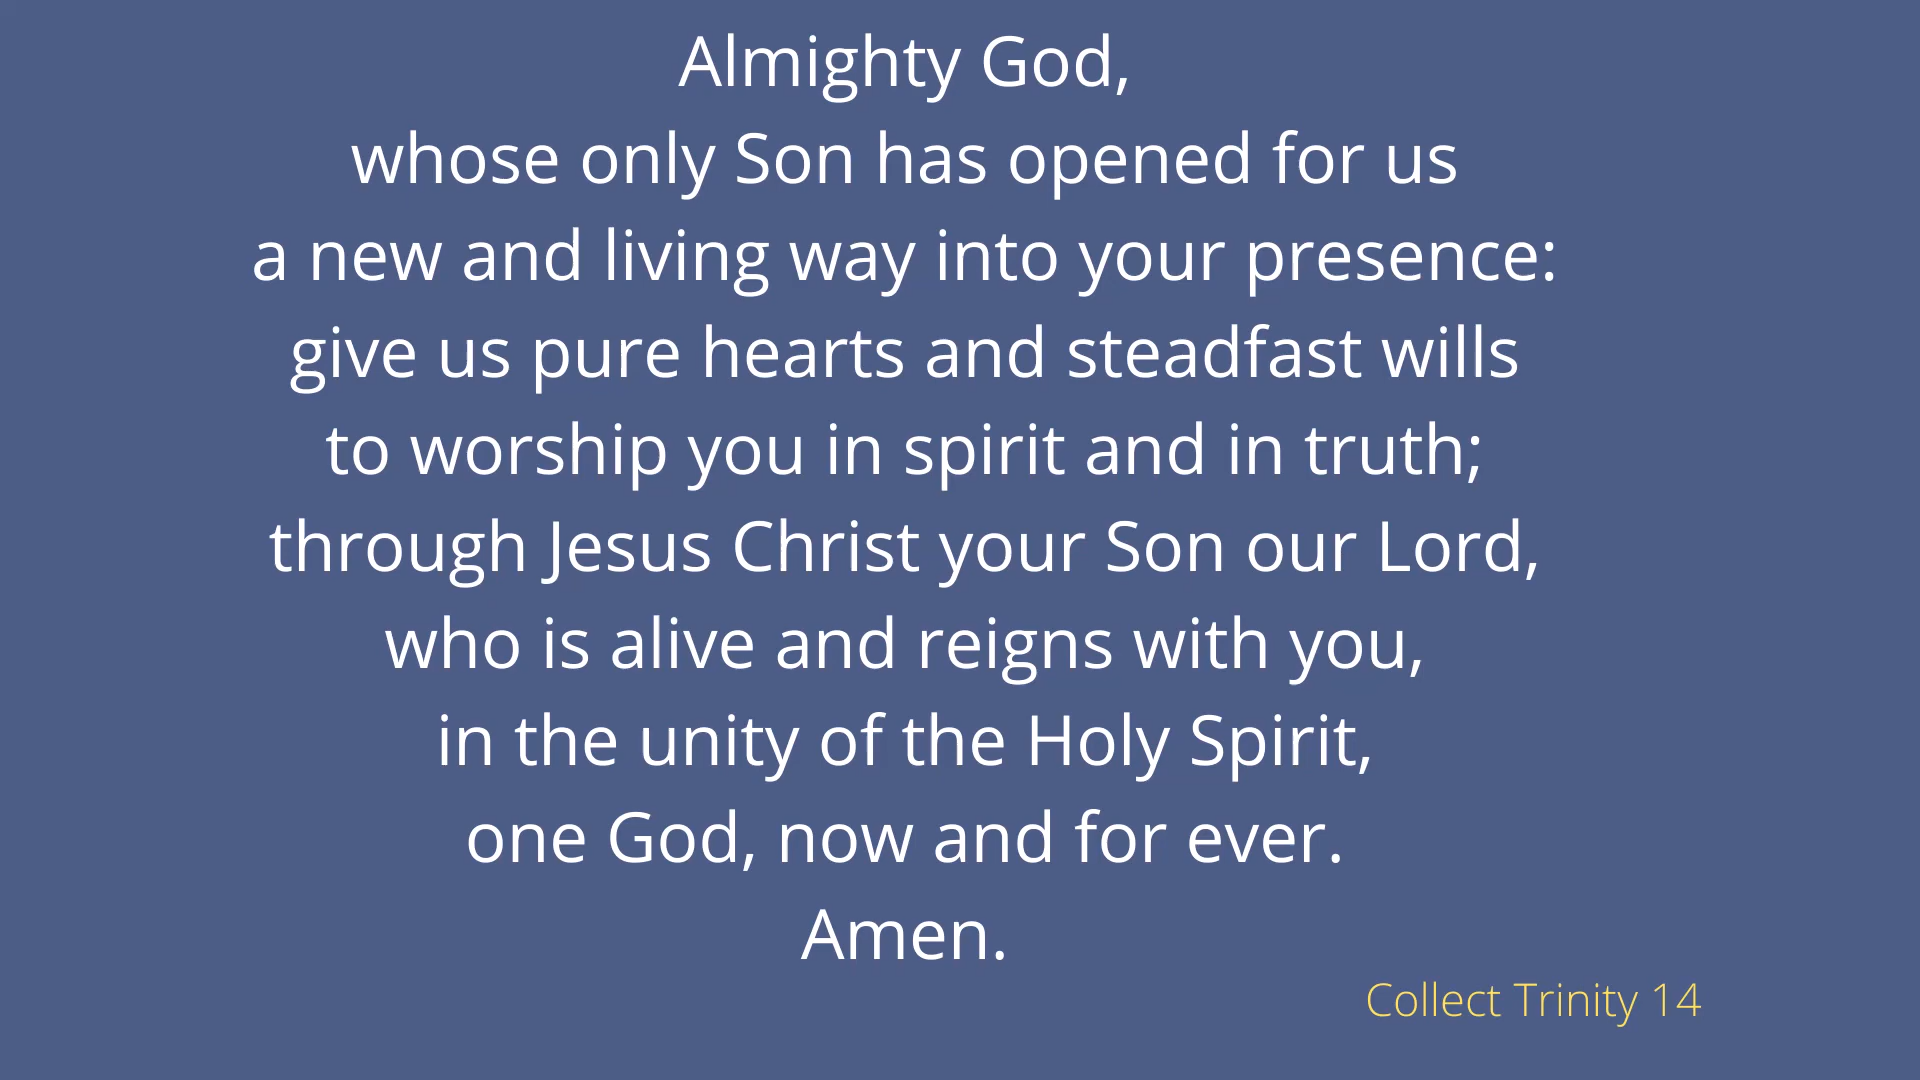 Almighty God,
whose only Son has opened for us
a new and living way into your presence:
give us pure hearts and steadfast wills
to worship you in spirit and in truth;
through Jesus Christ your Son our Lord,
who is alive and reigns with you,
in the unity of the Holy Spirit,
one God, now and for ever.
Amen.
Collect Trinity 14